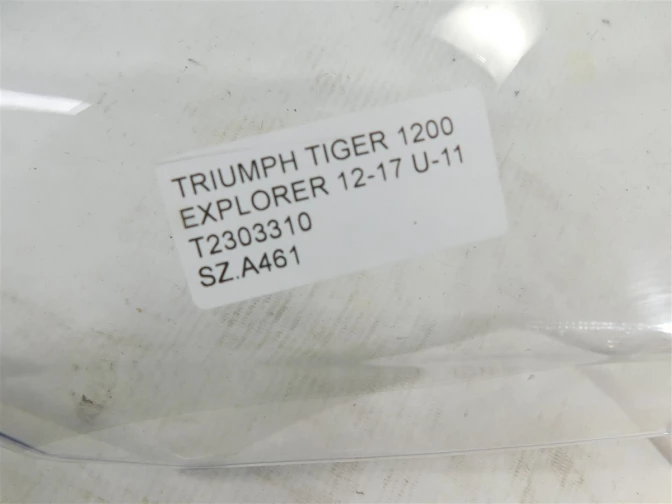 TRIUMPH TIGER 1200
EXPLORER 12-17 U-11
T2303310
SZ.A461